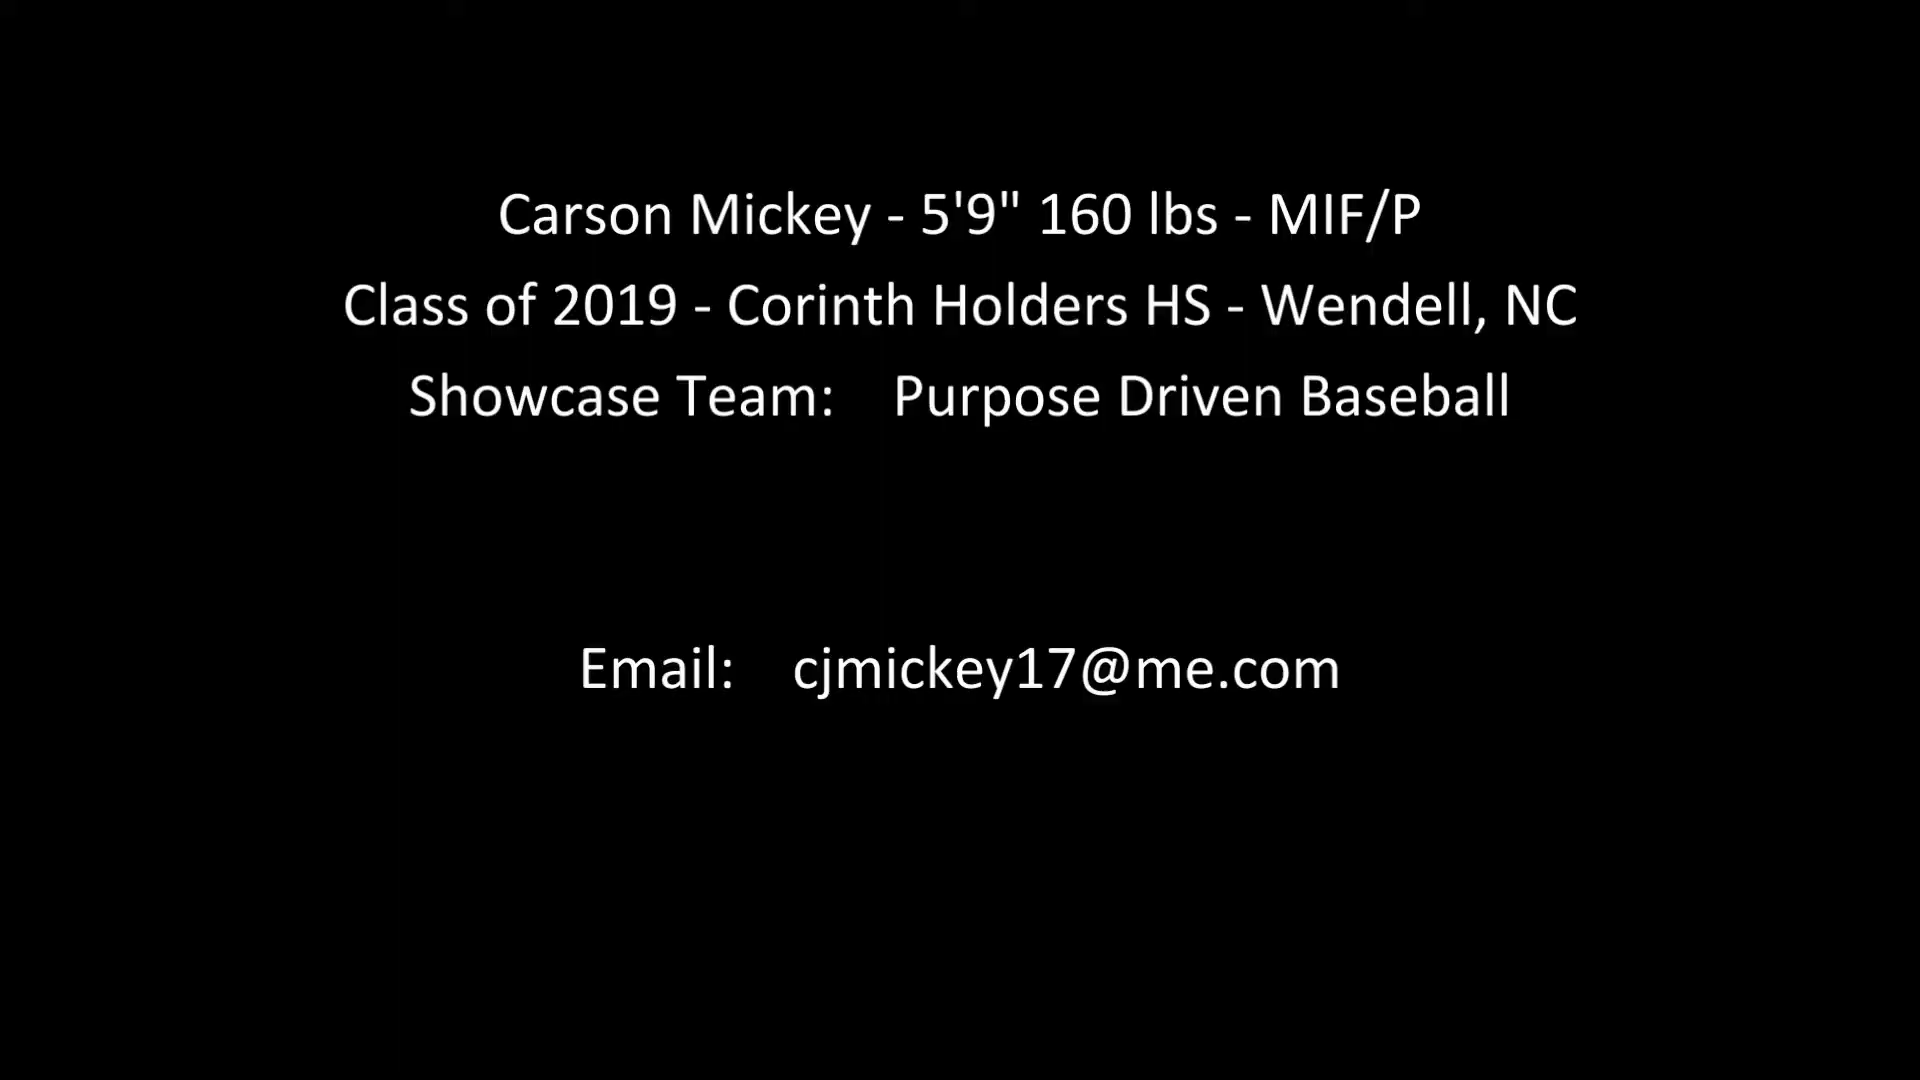 Carson Mickey - 5'9" 160 lbs - MIF/P
Class of 2019 - Corinth Holders HS - Wendell, NC
Showcase Team: Purpose Driven Baseball
Email: cjmickey17@me.com